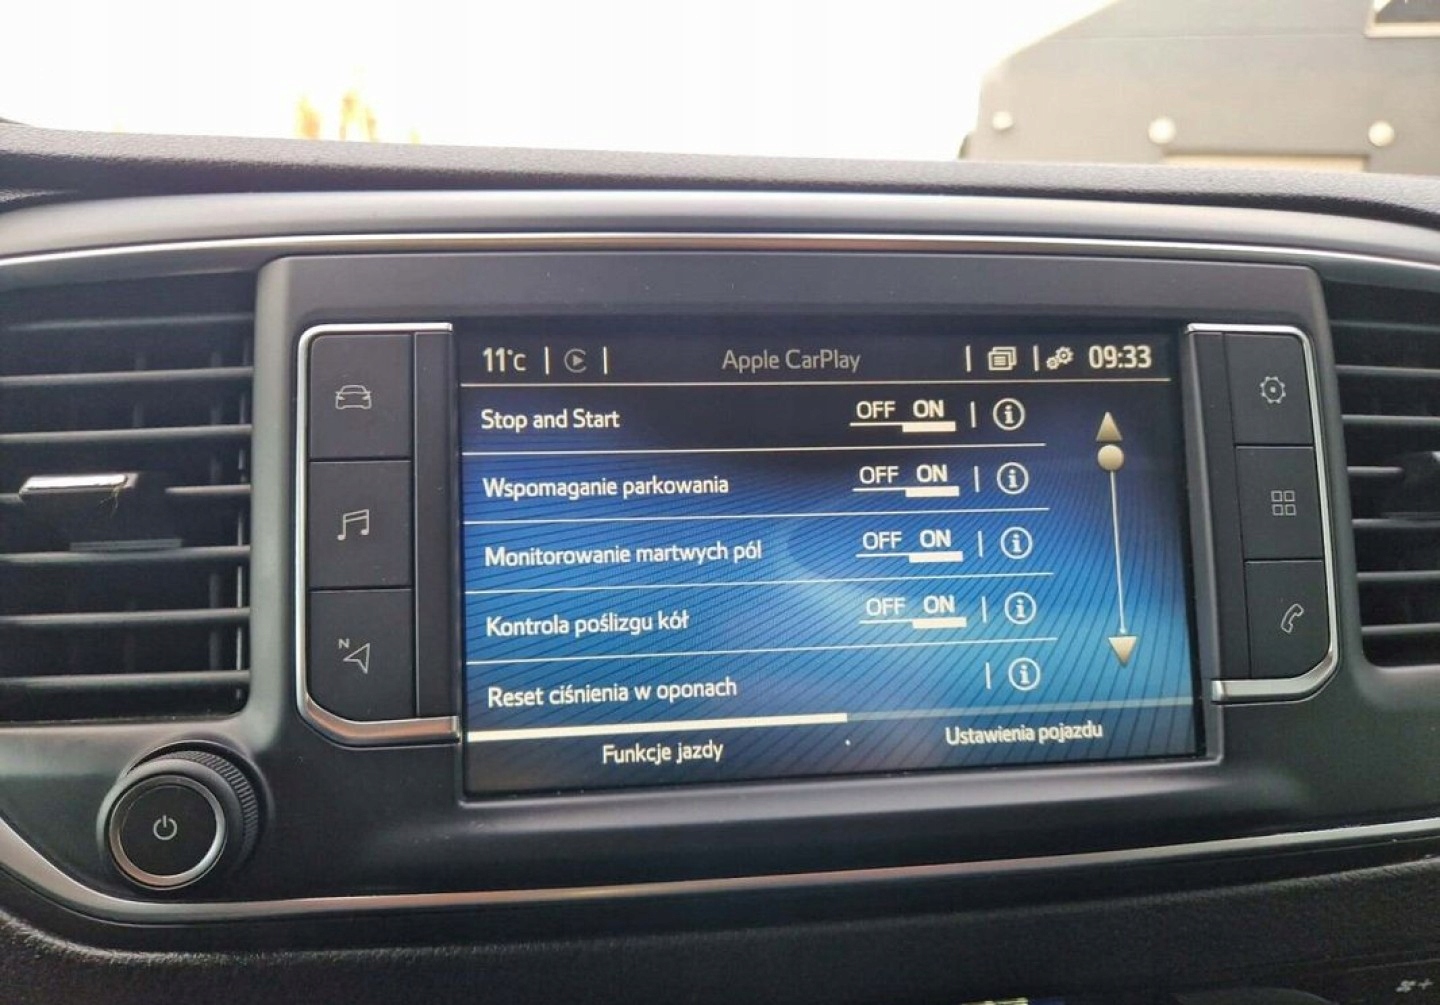 11°C | | Apple CarPlay | | 09:33
Stop and Start OFF ON |
Wspomaganie parkowania OFF ON |
Monitorowanie martwych pól OFF ON |
Kontrola poślizgu kół OFF ON |
Reset ciśnienia w oponach |
Funkcje jazdy Ustawienia pojazdu
N